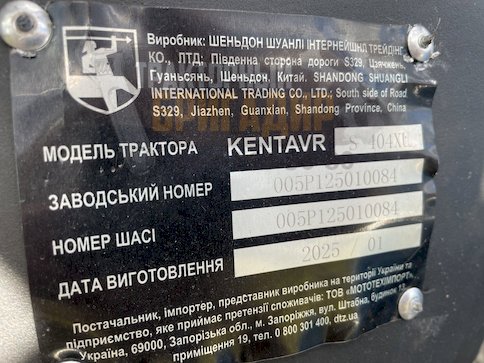 Виробник: ШЕНЬДОН ШУАНЛІ ІНТЕРНЕЙШНЛ ТРЕЙДІНГ
КО., ЛТД; Південна сторона дороги S329, Цзячжень,
Гуаньсянь, Шеньдон. Китай. SHANDONG SHUANGLI
INTERNATIONAL TRADING CO., LTD.; South side of Road
S329, Jiazhen, Guanxian, Shandong Province, China
МОДЕЛЬ ТРАКТОРА KENTAVR S 404XL
ЗАВОДСЬКИЙ НОМЕР 005P125010084
НОМЕР ШАСІ 005P125010084
ДАТА ВИГОТОВЛЕННЯ 2025 / 01
Постачальник, імпортер, представник виробника на території України та
підприємство, яке приймає претензії споживачів: ТОВ «МОТОТЕХІМПОРТ»,
Україна, 69000, Запорізька обл., м. Запоріжжя, вул. Штабна, будинок 13,
приміщення 19, тел. 0 800 301 400, dtz.ua